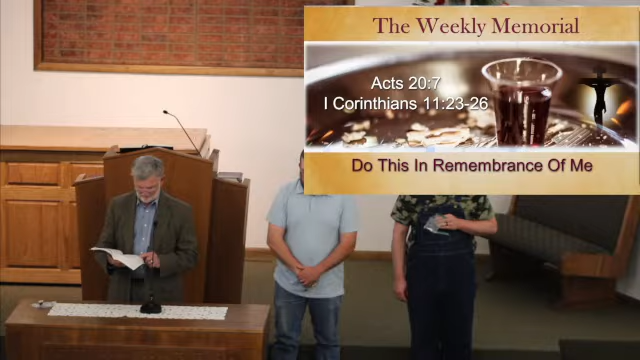 The Weekly Memorial
Acts 20:7
I Corinthians 11:23-26
Do This In Remembrance Of Me